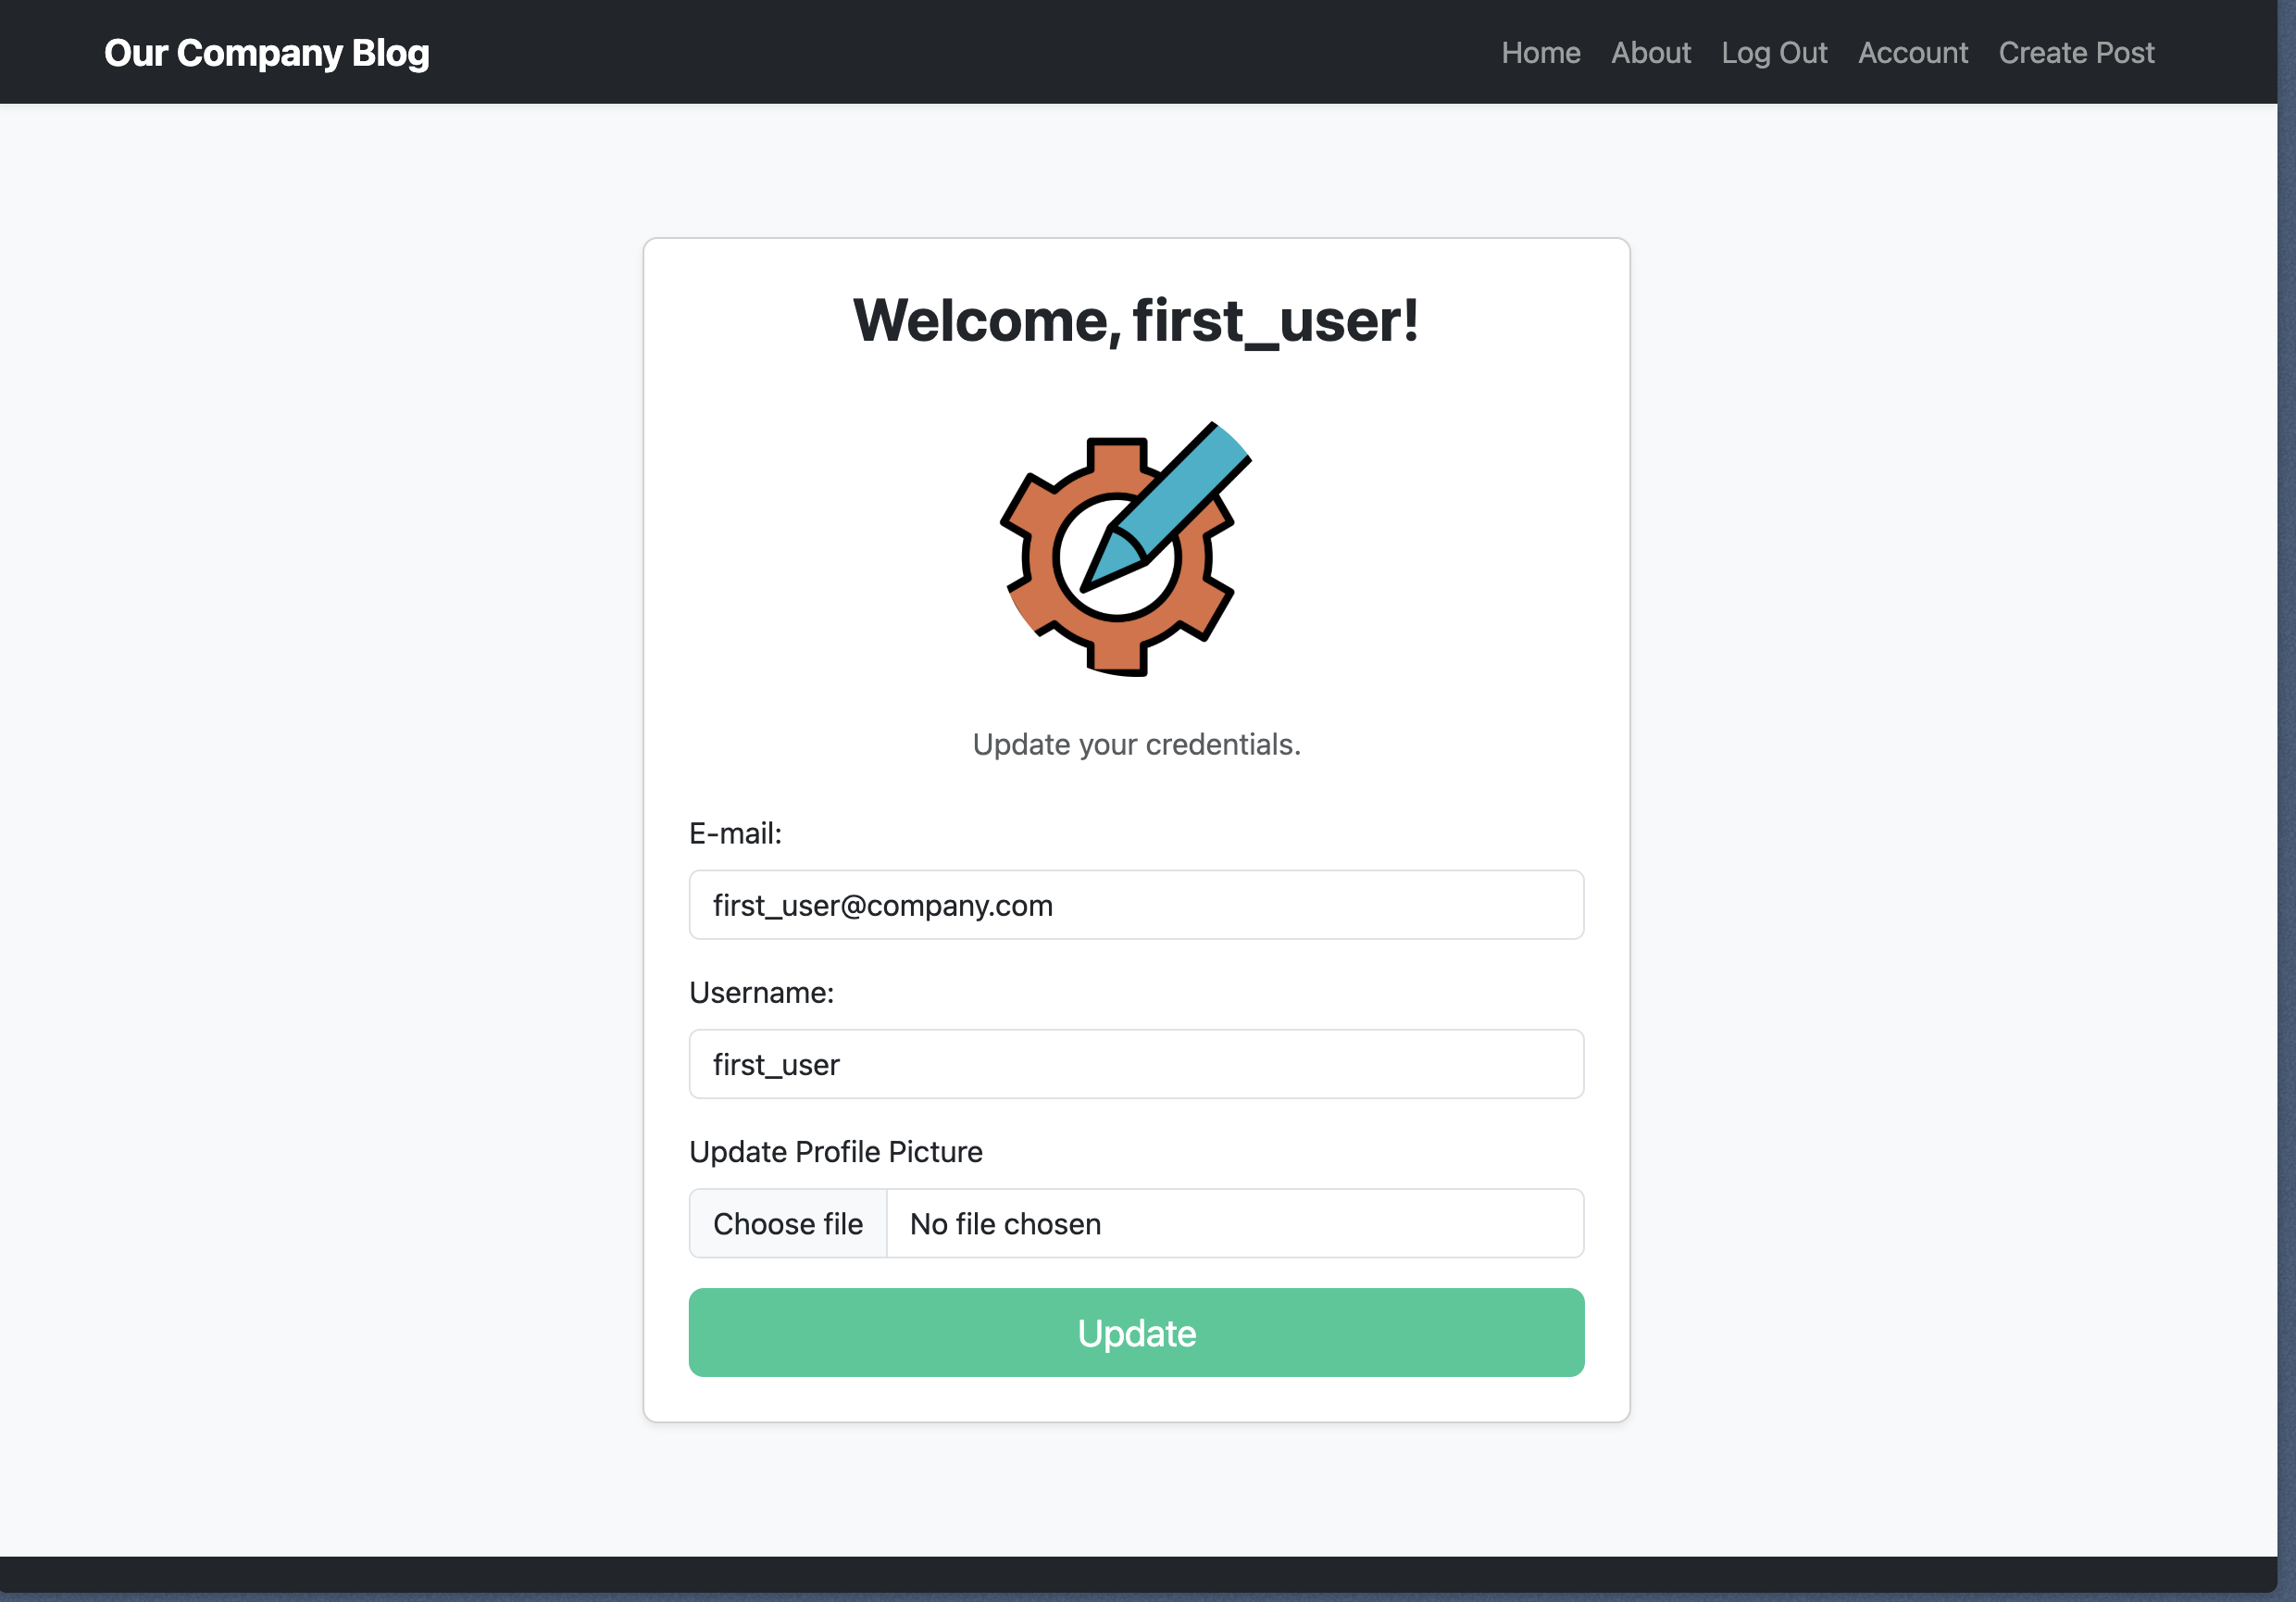 Our Company Blog
Home About Log Out Account Create Post
Welcome, first_user!
Update your credentials.
E-mail:
first_user@company.com
Username:
first_user
Update Profile Picture
Choose file No file chosen
Update